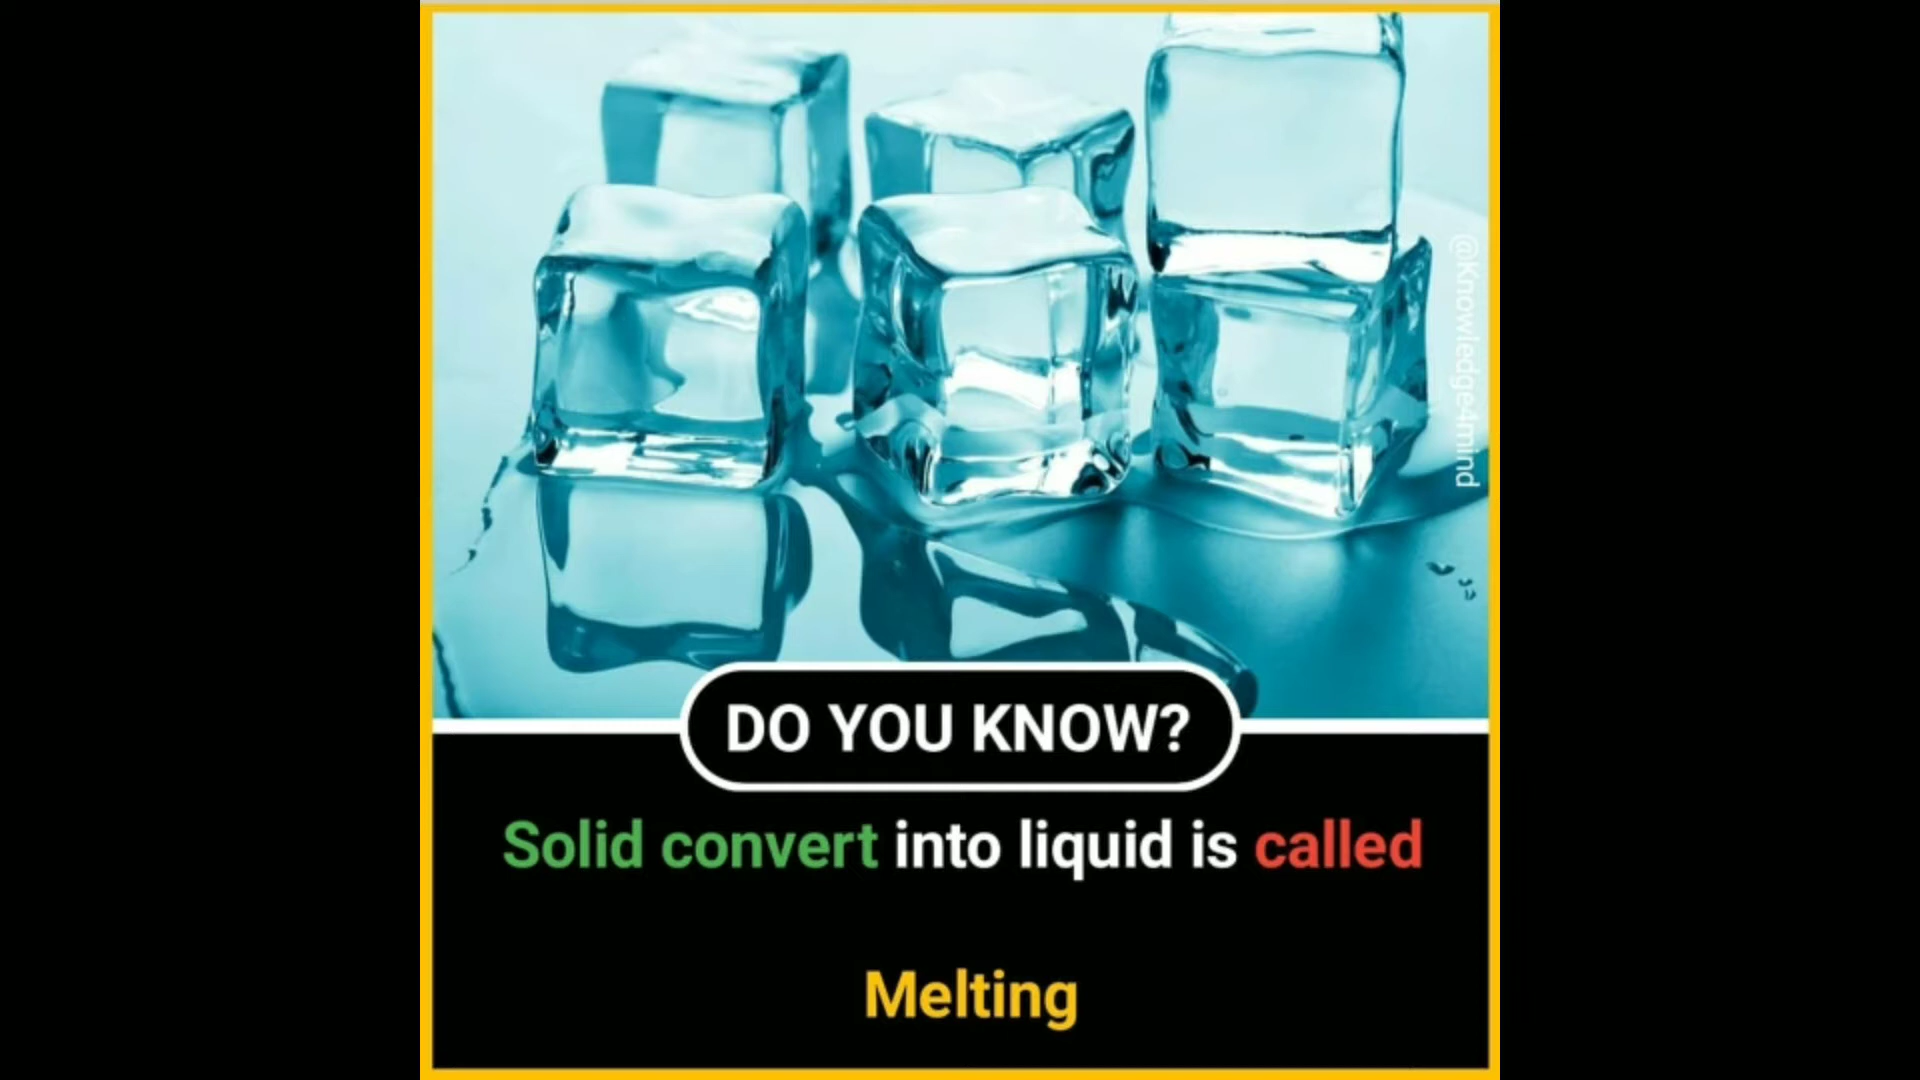 @Knowledge4mind
DO YOU KNOW?
Solid convert into liquid is called
Melting